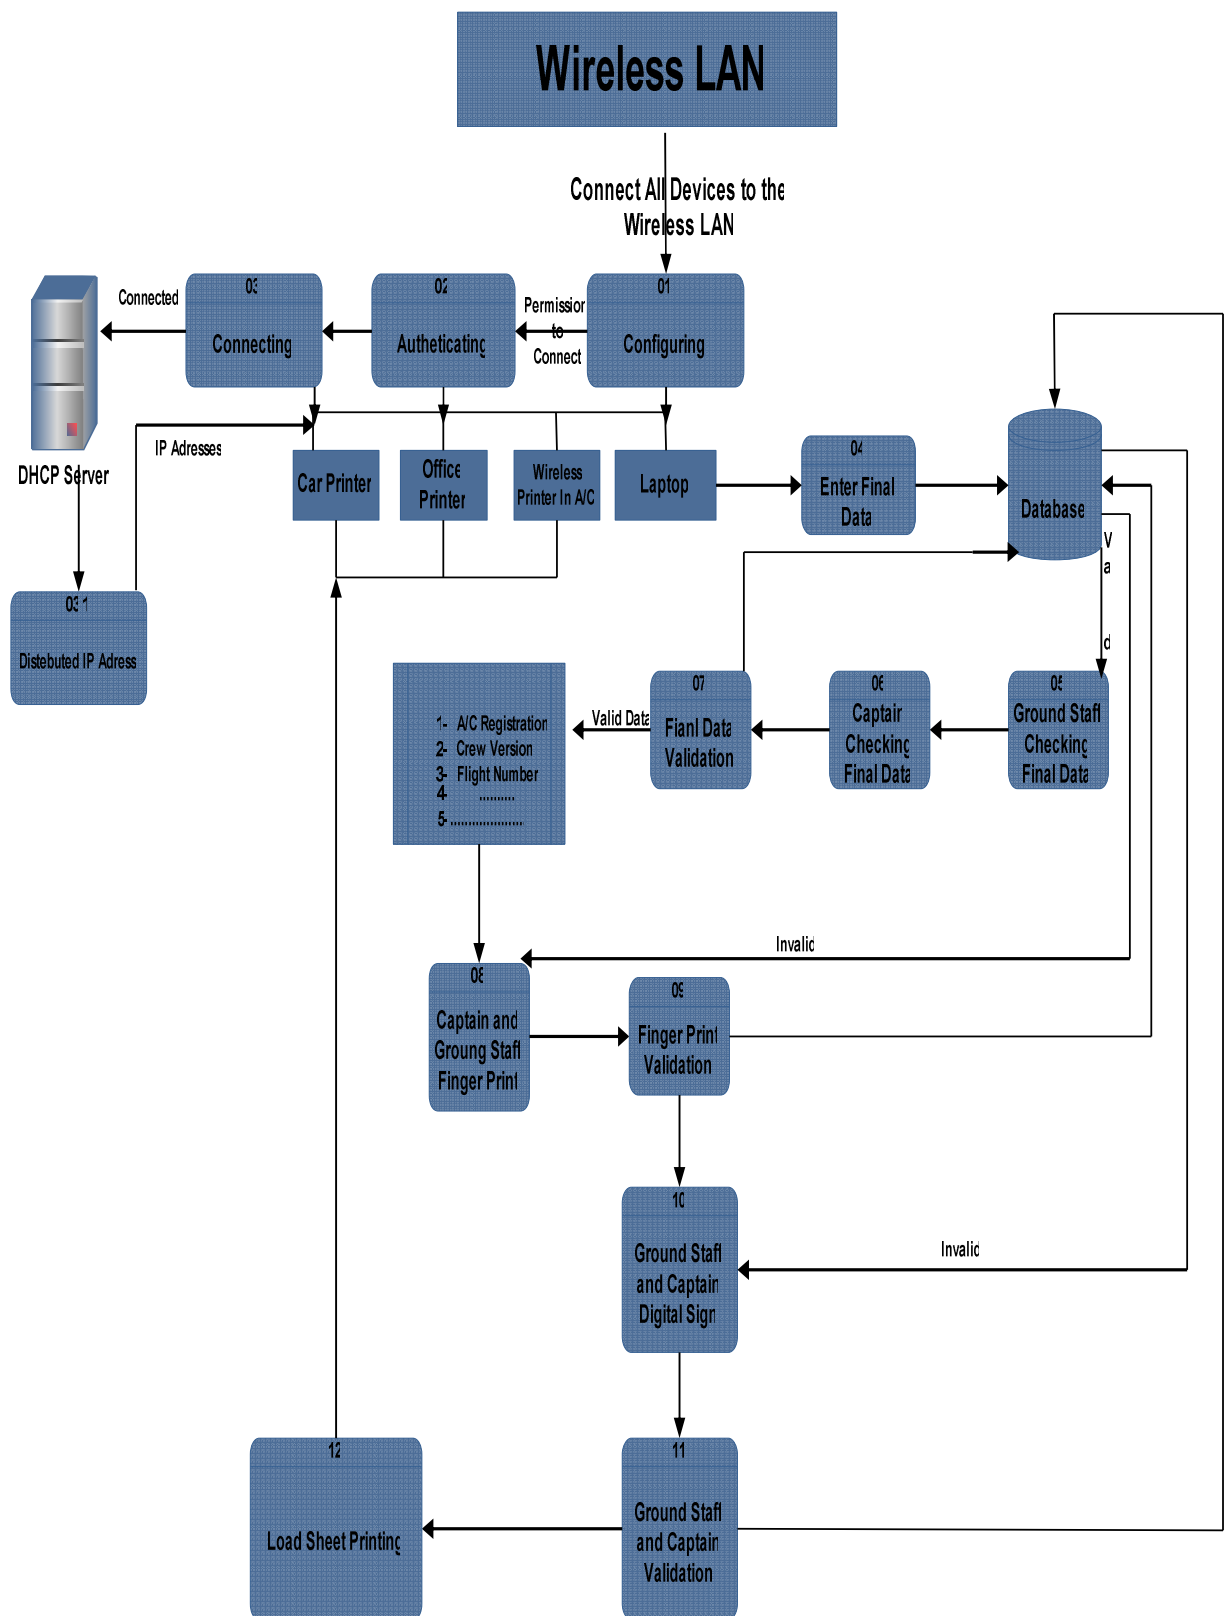 Wireless LAN
Connect All Devices to the
Wireless LAN
03
02
01
Connected
Permission
to
Connect
Connecting
Autheticating
Configuring
IP Adresses
DHCP Server
Car Printer
Office
Printer
Wireless
Printer In A/C
Laptop
04
Enter Final
Data
Database
V
a
d
03 1
Distebuted IP Adress
07
06
05
1- A/C Registration
2- Crew Version
3- Flight Number
4- ..........
5- ....................
Valid Data
Fianl Data
Validation
Captain
Checking
Final Data
Ground Staff
Checking
Final Data
Invalid
08
Captain and
Groung Staff
Finger Print
09
Finger Print
Validation
10
Ground Staff
and Captain
Digital Sign
Invalid
12
Load Sheet Printing
11
Ground Staff
and Captain
Validation